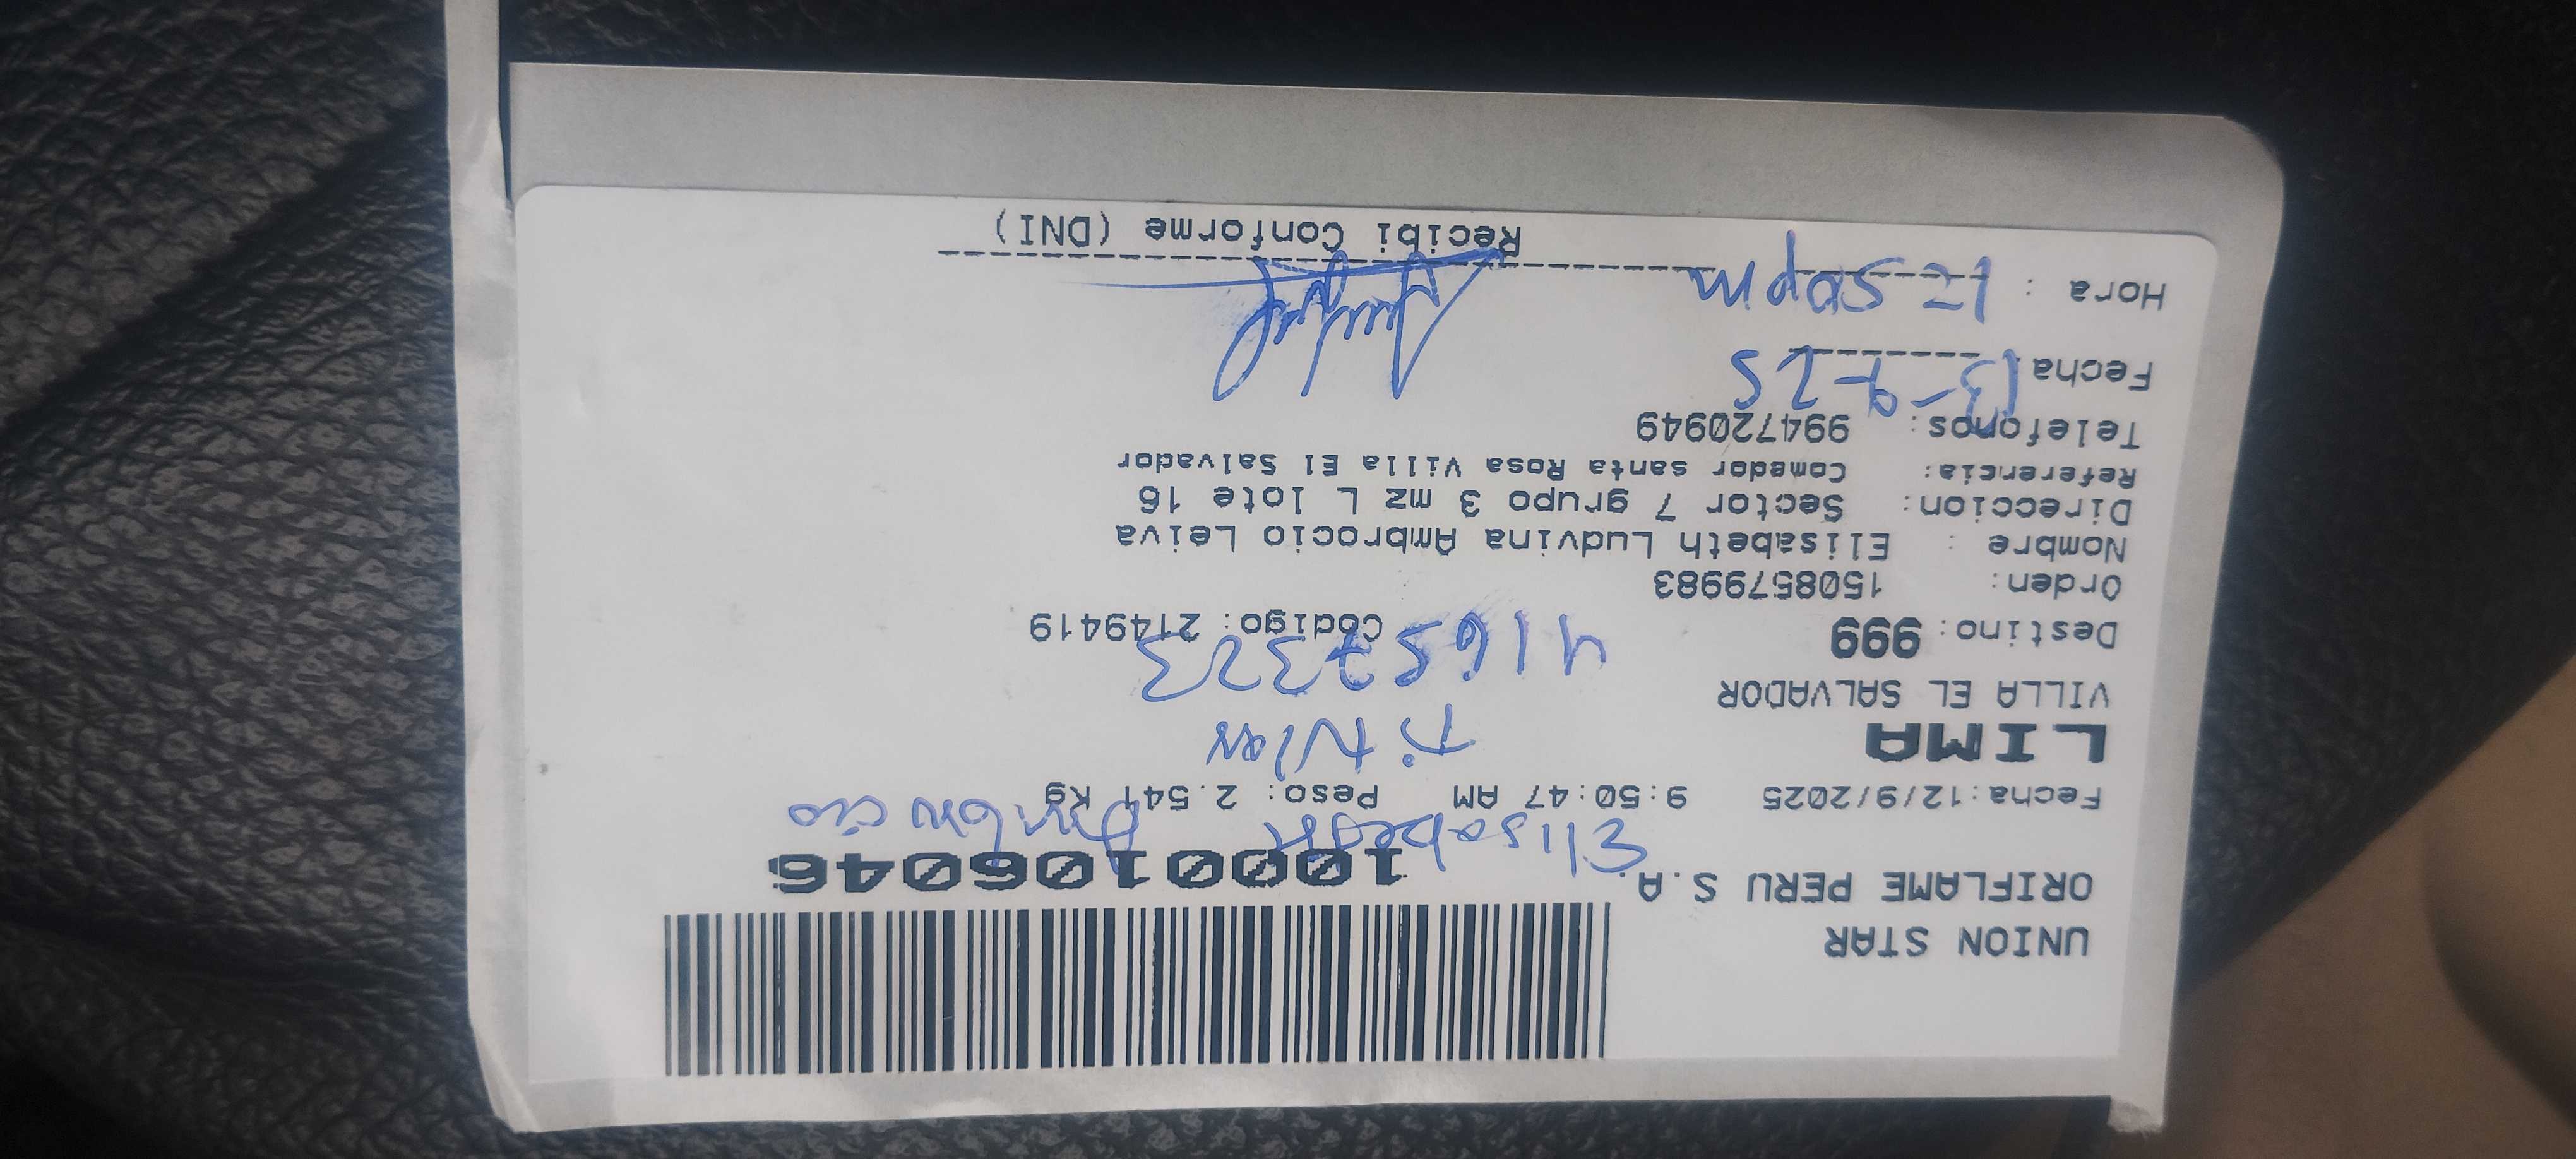 UNION STAR
ORIFLAME PERU S.A.
1000106046
Elisabeth Ambrocio
Fecha:12/9/2025 9:50:47 AM Peso: 2.541 Kg
LIMA
Titular
VILLA EL SALVADOR
41657323
Destino: 999 Codigo: 2149419
Orden: 1508579983
Nombre : Elisabeth Ludvina Ambrocio Leiva
Direccion: Sector 7 grupo 3 mz L lote 16
Referencia: Comedor santa Rosa Villa El Salvador
Telefonos: 994720949
Fecha 13-9-25
Hora : 12 50pm
Recibi Conforme (DNI)